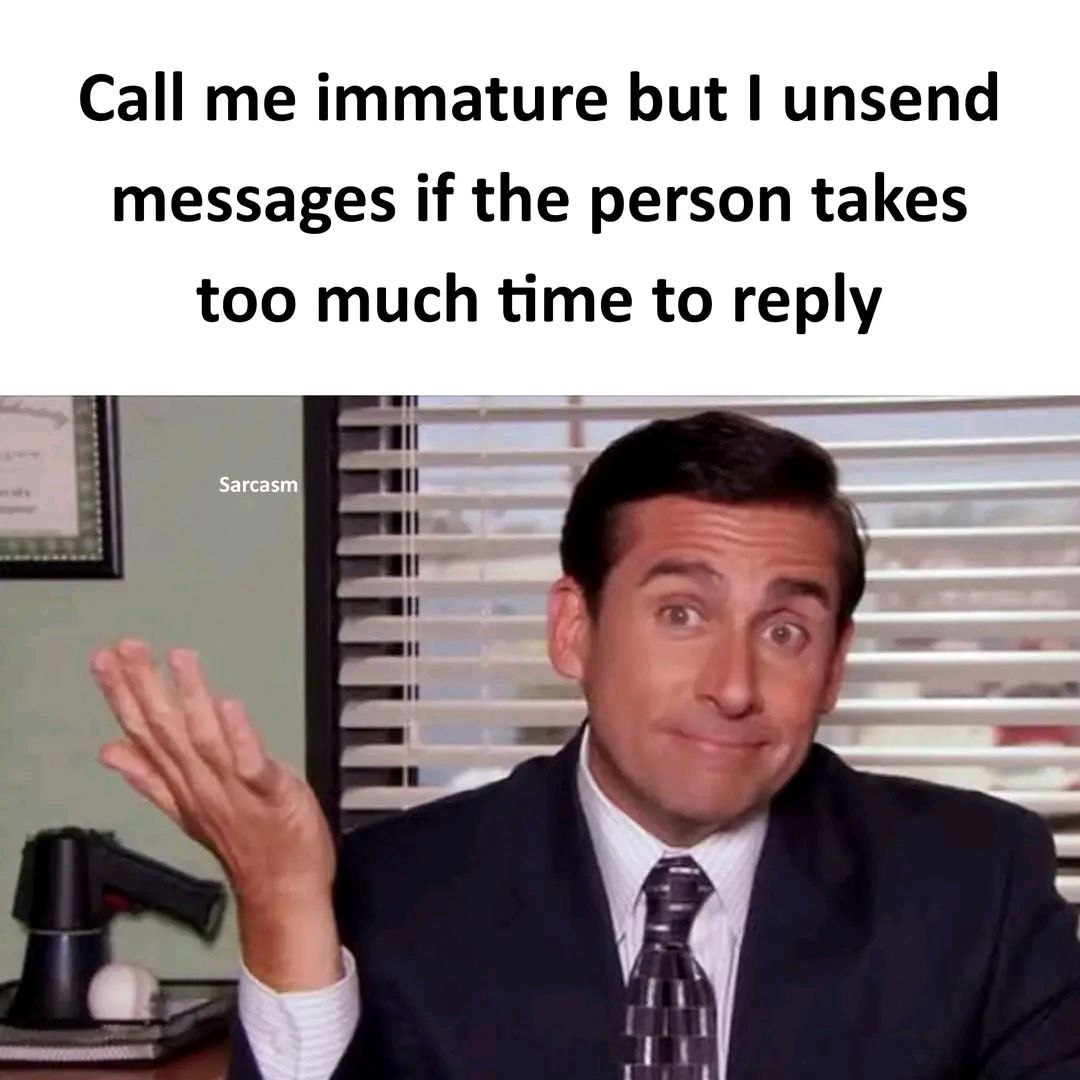 Call me immature but I unsend
messages if the person takes
too much time to reply
Sarcasm